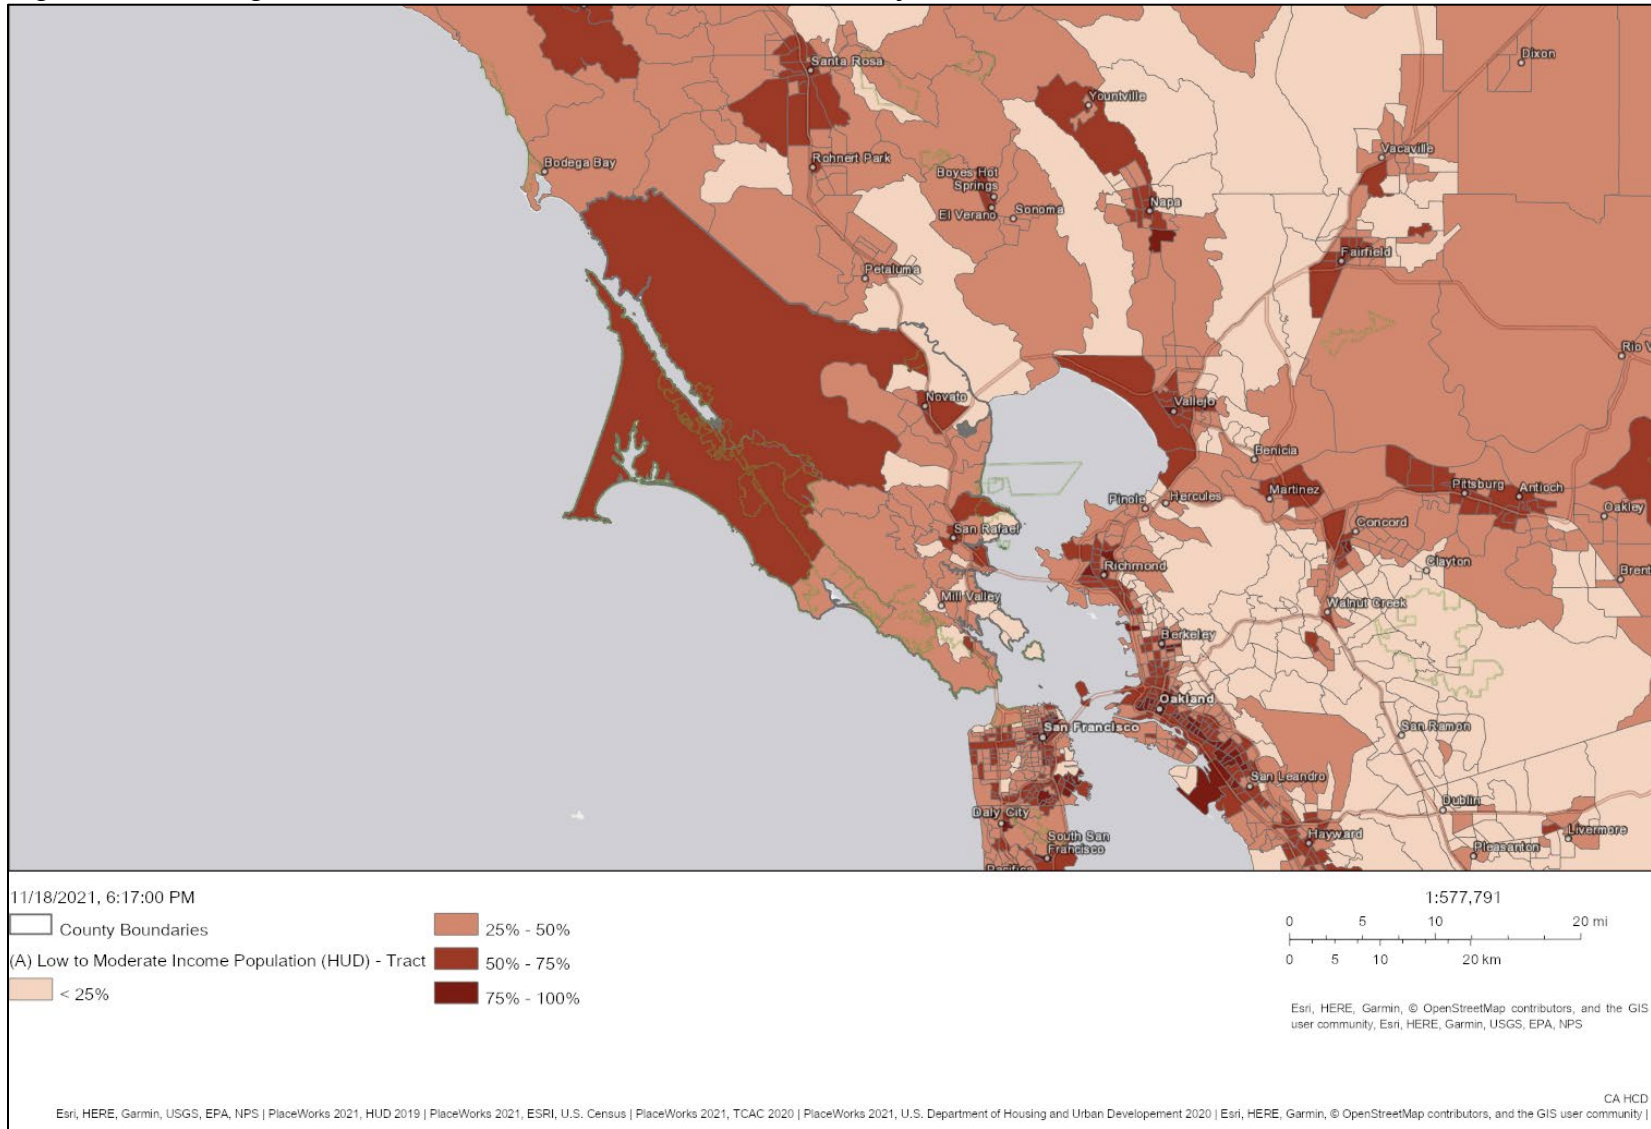 Santa Rosa
Dixon
Yountville
Vacaville
Bodega Bay
Rohnert Park
Boyes Hot
Springs
El Verano
Sonoma
Napa
Fairfield
Petaluma
Rio V
Novato
Vallejo
Benicia
Pinole
Hercules
Martinez
Pittsburg
Antioch
Oakley
San Rafael
Concord
Richmond
Clayton
Brent
Mill Valley
Walnut Creek
Berkeley
Oakland
San Francisco
San Ramon
San Leandro
Daly City
Dublin
South San
Francisco
Hayward
Livermore
Pleasanton
Pacifica
11/18/2021, 6:17:00 PM
County Boundaries
(A) Low to Moderate Income Population (HUD) - Tract
< 25%
25% - 50%
50% - 75%
75% - 100%
1:577,791
0 5 10 20 mi
0 5 10 20 km
Esri, HERE, Garmin, © OpenStreetMap contributors, and the GIS
user community, Esri, HERE, Garmin, USGS, EPA, NPS
CA HCD
Esri, HERE, Garmin, USGS, EPA, NPS | PlaceWorks 2021, HUD 2019 | PlaceWorks 2021, ESRI, U.S. Census | PlaceWorks 2021, TCAC 2020 | PlaceWorks 2021, U.S. Department of Housing and Urban Developement 2020 | Esri, HERE, Garmin, © OpenStreetMap contributors, and the GIS user community |